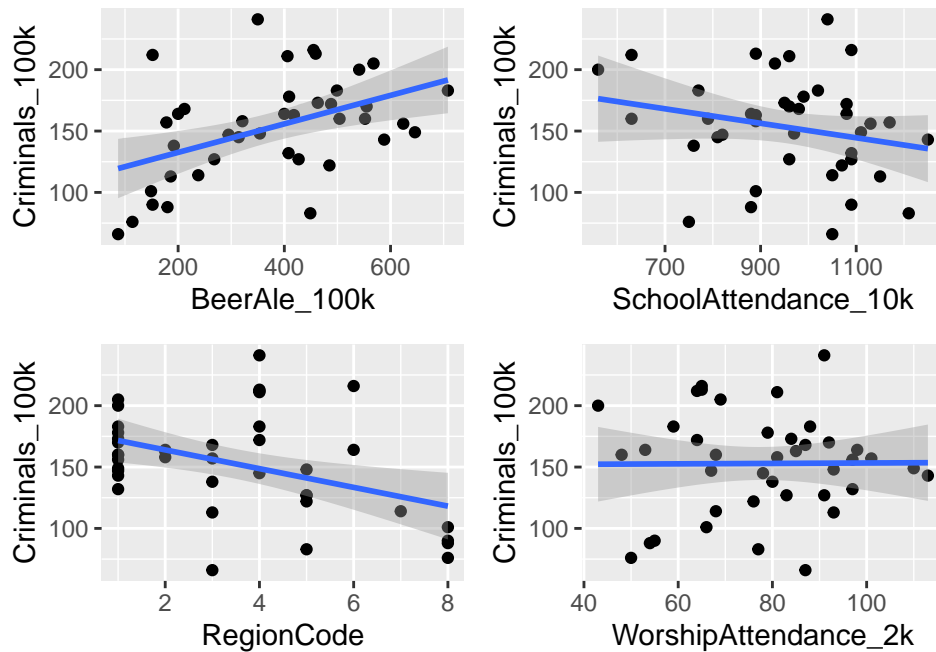 Criminals_100k
200
150
100
200 400 600
BeerAle_100k
Criminals_100k
200
150
100
700 900 1100
SchoolAttendance_10k
Criminals_100k
200
150
100
2 4 6 8
RegionCode
Criminals_100k
200
150
100
40 60 80 100
WorshipAttendance_2k